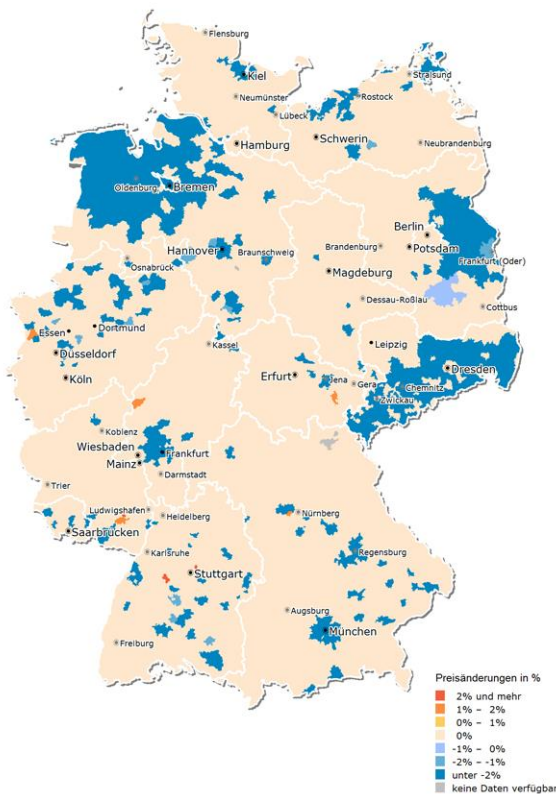 Flensburg
Kiel
Stralsund
Rostock
Neumünster
Lübeck
Schwerin
Hamburg
Neubrandenburg
Oldenburg
Bremen
Berlin
Hannover
Braunschweig
Brandenburg
Potsdam
Frankfurt (Oder)
Osnabrück
Magdeburg
Dessau-Roßlau
Cottbus
Essen
Dortmund
Kassel
Leipzig
Düsseldorf
Dresden
Köln
Erfurt
Jena
Gera
Chemnitz
Zwickau
Koblenz
Wiesbaden
Frankfurt
Mainz
Darmstadt
Trier
Ludwigshafen
Heidelberg
Nürnberg
Saarbrücken
Karlsruhe
Regensburg
Stuttgart
Augsburg
München
Freiburg
Preisänderungen in %
2% und mehr
1% - 2%
0% - 1%
0%
-1% - 0%
-2% - -1%
unter -2%
keine Daten verfügbar